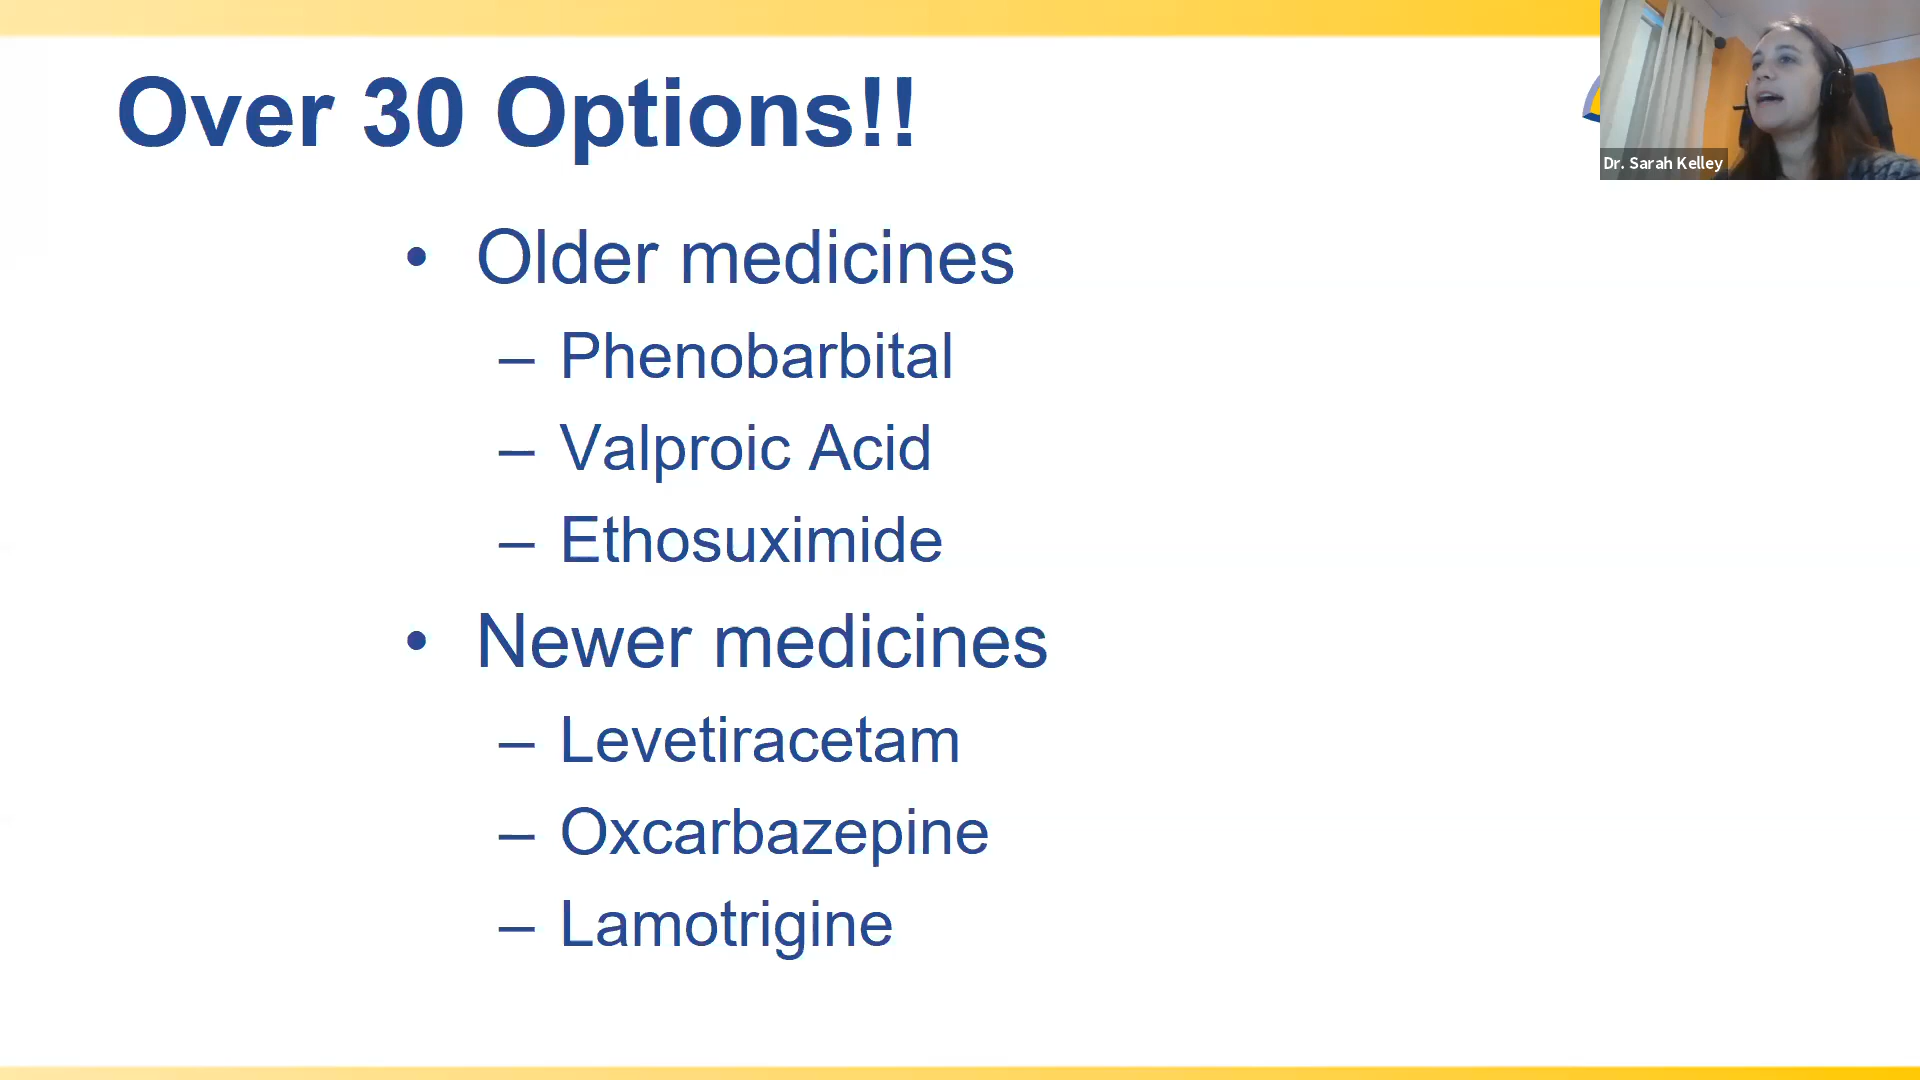 Over 30 Options!!
Dr. Sarah Kelley
• Older medicines
– Phenobarbital
– Valproic Acid
– Ethosuximide
• Newer medicines
– Levetiracetam
– Oxcarbazepine
– Lamotrigine